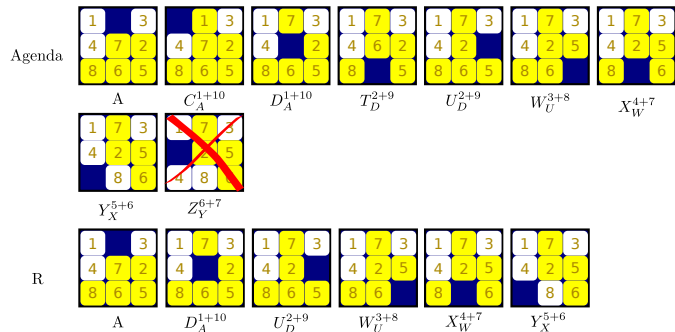 1 3 1 3 1 7 3 1 7 3 1 7 3 1 7 3 1 7 3
Agenda 4 7 2 4 7 2 4 2 4 6 2 4 2 4 2 5 4 2 5
8 6 5 8 6 5 8 6 5 8 5 8 6 5 8 6 8 6
A C_A^{1+10} D_A^{1+10} T_D^{2+9} U_D^{2+9} W_U^{3+8} X_W^{4+7}
1 7 3 1 7 3
4 2 5 2 5
8 6 4 8 6
Y_X^{5+6} Z_Y^{6+7}
1 3 1 7 3 1 7 3 1 7 3 1 7 3 1 7 3
4 7 2 4 2 4 2 4 2 5 4 2 5 4 2 5
R 8 6 5 8 6 5 8 6 5 8 6 8 6 8 6
A D_A^{1+10} U_D^{2+9} W_U^{3+8} X_W^{4+7} Y_X^{5+6}